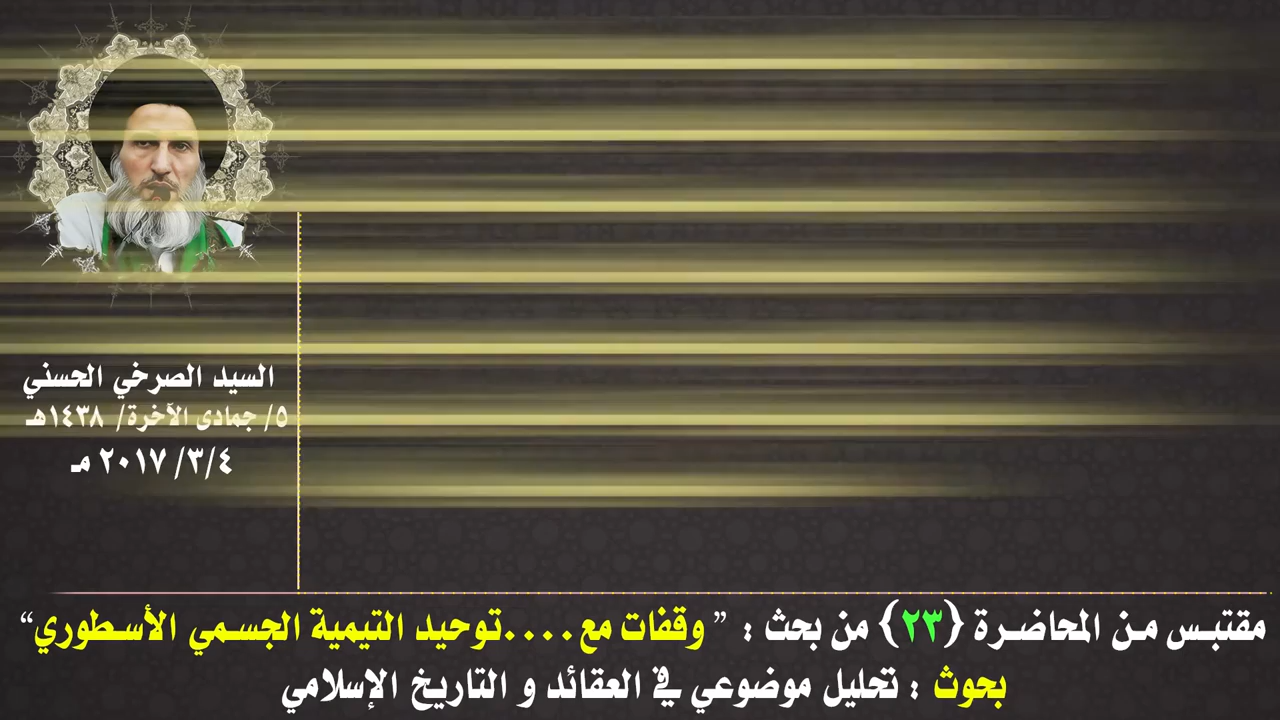 السيد الصرخي الحسني
٥/ جمادى الآخرة/ ١٤٣٨هـ
٢٠١٧/٣/٤ مـ
مقتبس من المحاضرة {٢٣} من بحث : " وقفات مع....توحيد التيمية الجسمي الأسطوري"
بحوث : تحليل موضوعي في العقائد و التاريخ الإسلامي